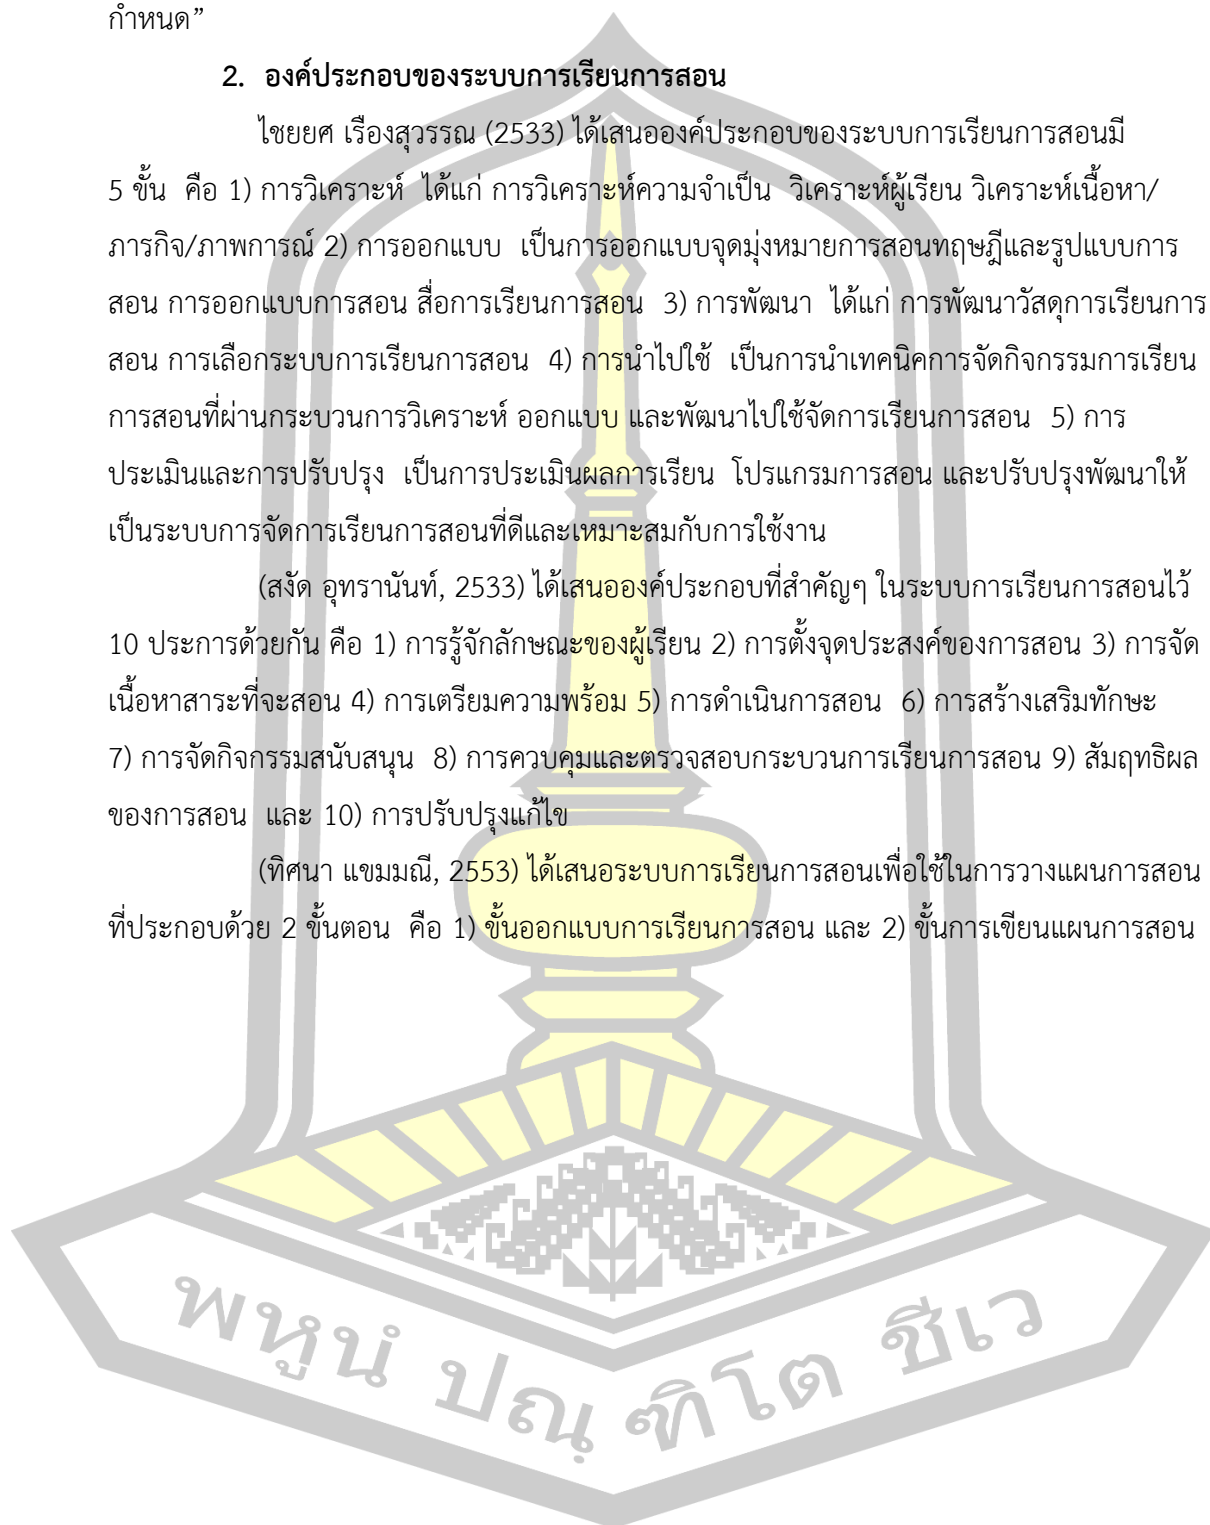 กำหนด”
2. องค์ประกอบของระบบการเรียนการสอน
ไชยยศ เรืองสุวรรณ (2533) ได้เสนอองค์ประกอบของระบบการเรียนการสอนมี
5 ขั้น คือ 1) การวิเคราะห์ ได้แก่ การวิเคราะห์ความจำเป็น วิเคราะห์ผู้เรียน วิเคราะห์เนื้อหา/
ภารกิจ/ภาพการณ์ 2) การออกแบบ เป็นการออกแบบจุดมุ่งหมายการสอนทฤษฎีและรูปแบบการ
สอน การออกแบบการสอน สื่อการเรียนการสอน 3) การพัฒนา ได้แก่ การพัฒนาวัสดุการเรียนการ
สอน การเลือกระบบการเรียนการสอน 4) การนำไปใช้ เป็นการนำเทคนิคการจัดกิจกรรมการเรียน
การสอนที่ผ่านกระบวนการวิเคราะห์ ออกแบบ และพัฒนาไปใช้จัดการเรียนการสอน 5) การ
ประเมินและการปรับปรุง เป็นการประเมินผลการเรียน โปรแกรมการสอน และปรับปรุงพัฒนาให้
เป็นระบบการจัดการเรียนการสอนที่ดีและเหมาะสมกับการใช้งาน
(สงัด อุทรานันท์, 2533) ได้เสนอองค์ประกอบที่สำคัญๆ ในระบบการเรียนการสอนไว้
10 ประการด้วยกัน คือ 1) การรู้จักลักษณะของผู้เรียน 2) การตั้งจุดประสงค์ของการสอน 3) การจัด
เนื้อหาสาระที่จะสอน 4) การเตรียมความพร้อม 5) การดำเนินการสอน 6) การสร้างเสริมทักษะ
7) การจัดกิจกรรมสนับสนุน 8) การควบคุมและตรวจสอบกระบวนการเรียนการสอน 9) สัมฤทธิผล
ของการสอน และ 10) การปรับปรุงแก้ไข
(ทิศนา แขมมณี, 2553) ได้เสนอระบบการเรียนการสอนเพื่อใช้ในการวางแผนการสอน
ที่ประกอบด้วย 2 ขั้นตอน คือ 1) ขั้นออกแบบการเรียนการสอน และ 2) ขั้นการเขียนแผนการสอน
พหูนํ ปณฺฑิโต ชีเว